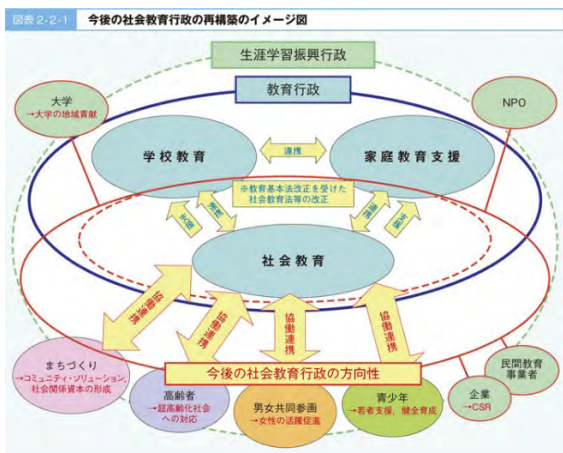 図表 2-2-1 今後の社会教育行政の再構築のイメージ図
生涯学習振興行政
教育行政
大学
→大学の地域貢献
NPO
学校教育
連携
家庭教育支援
※教育基本法改正を受けた
社会教育法等の改正
支援
連携
連携
支援
社会教育
協働連携
協働連携
協働連携
協働連携
今後の社会教育行政の方向性
まちづくり
→コミュニティ・ソリューション,
社会関係資本の形成
高齢者
→超高齢化社会
への対応
男女共同参画
→女性の活躍促進
青少年
→若者支援，健全育成
企業
→CSR
民間教育
事業者